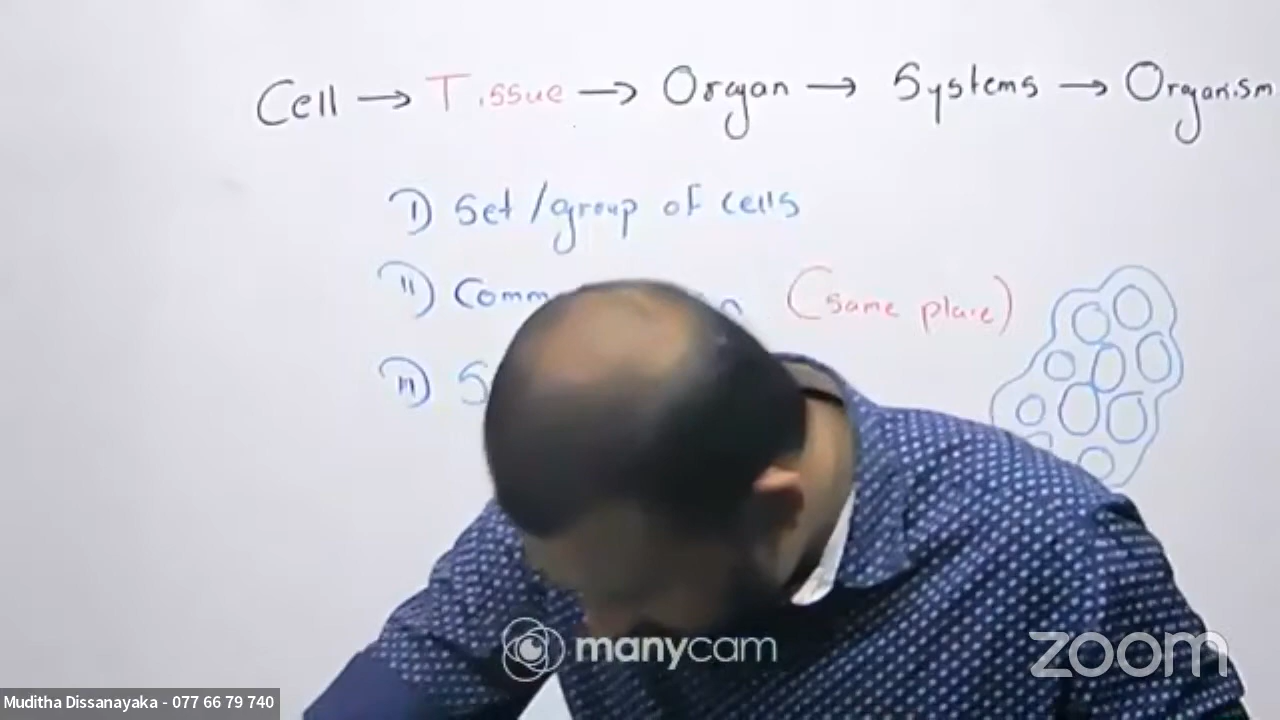 Cell → Tissue → Organ → Systems → Organism
I) Set /group of cells
II) (same place)
III)
manycam
zoom
Muditha Dissanayaka - 077 66 79 740